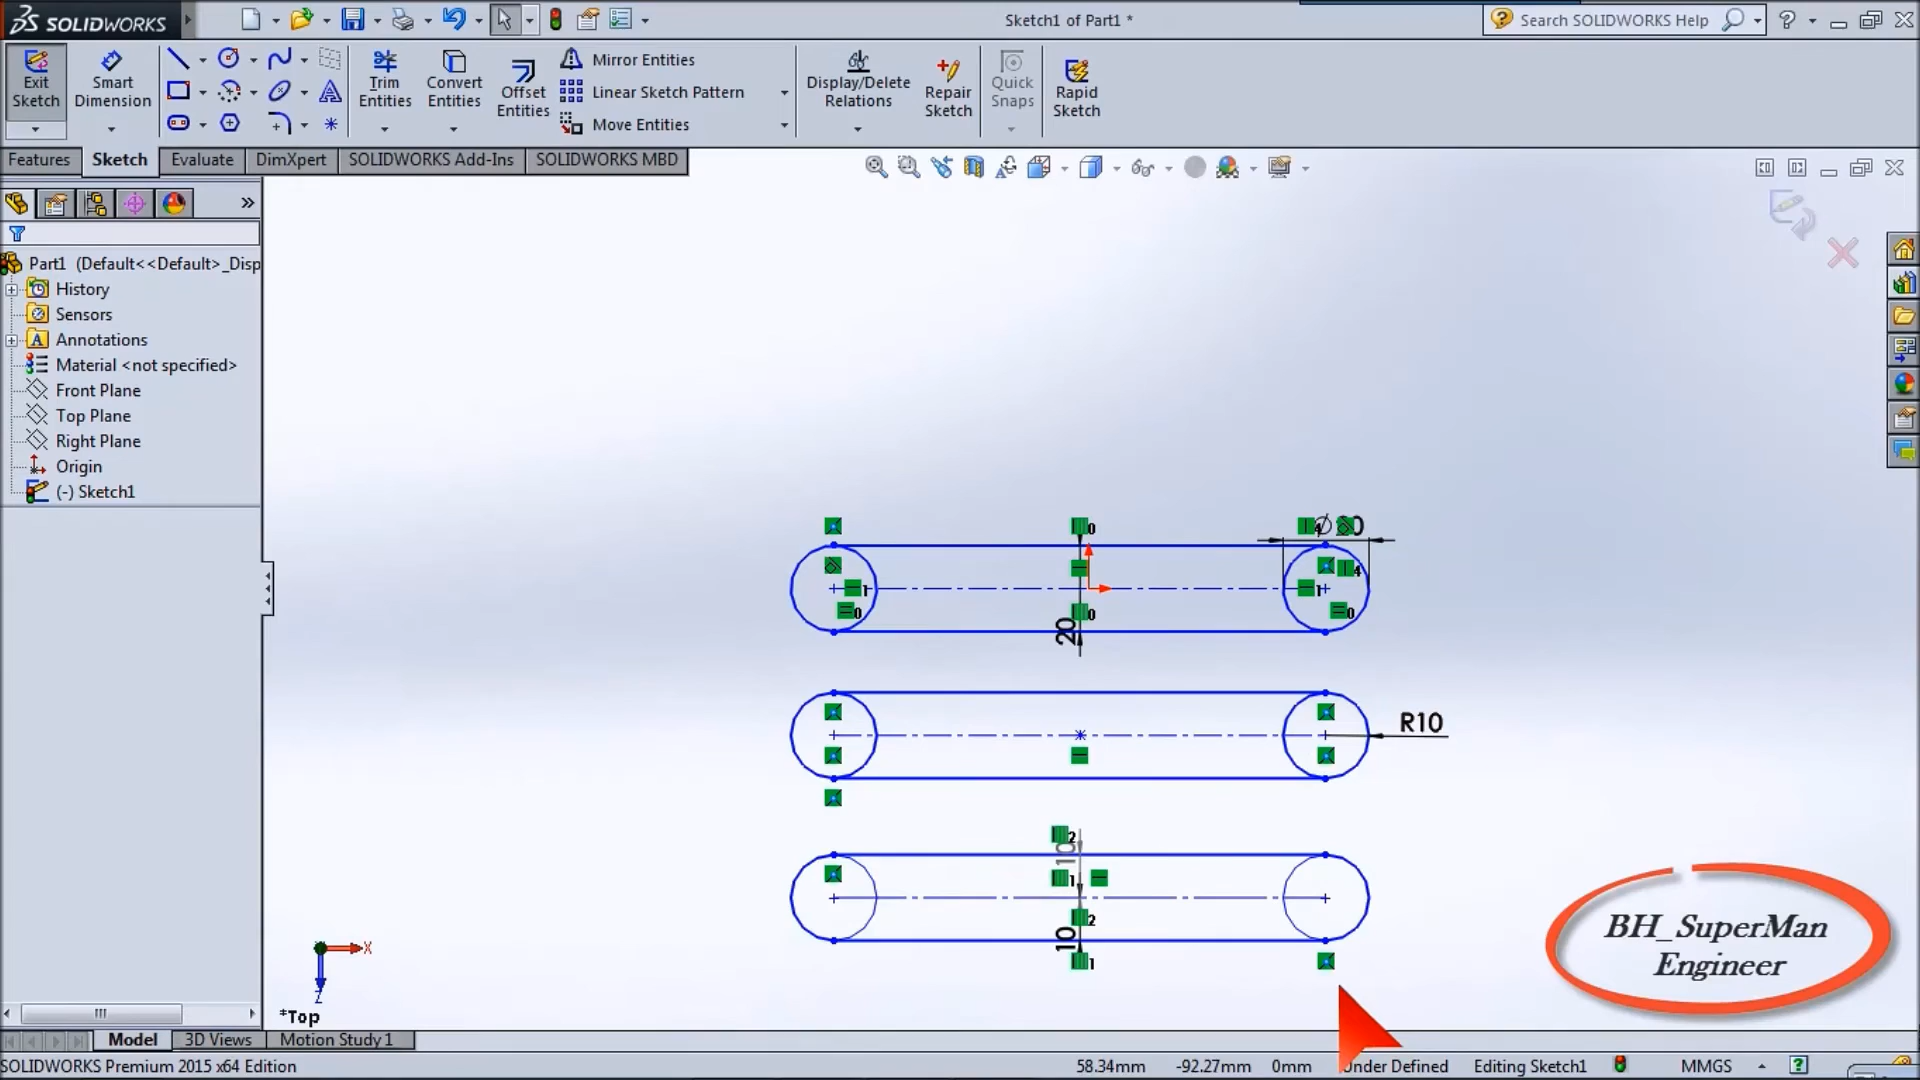 SOLIDWORKS
Sketch1 of Part1 *
Search SOLIDWORKS Help
Exit Sketch
Smart Dimension
Trim Entities
Convert Entities
Offset Entities
Mirror Entities
Linear Sketch Pattern
Move Entities
Display/Delete Relations
Repair Sketch
Quick Snaps
Rapid Sketch
Features
Sketch
Evaluate
DimXpert
SOLIDWORKS Add-Ins
SOLIDWORKS MBD
Part1 (Default<<Default>_Disp
History
Sensors
Annotations
Material <not specified>
Front Plane
Top Plane
Right Plane
Origin
(-) Sketch1
20
R10
10
10
X
Z
*Top
BH_SuperMan
Engineer
Model
3D Views
Motion Study 1
SOLIDWORKS Premium 2015 x64 Edition
58.34mm
-92.27mm
0mm
Under Defined
Editing Sketch1
MMGS